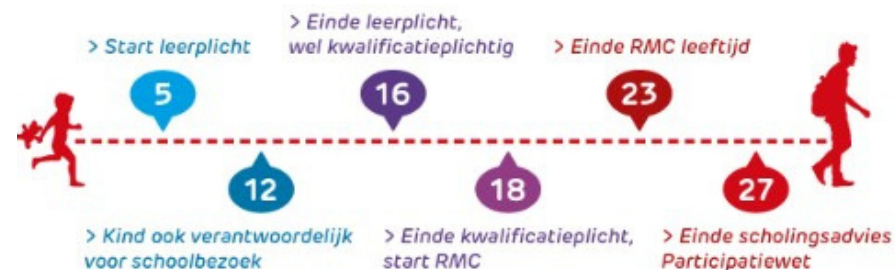 > Start leerplicht
> Einde leerplicht,
wel kwalificatieplichtig
> Einde RMC leeftijd
5
16
23
12
18
27
> Kind ook verantwoordelijk
voor schoolbezoek
> Einde kwalificatieplicht,
start RMC
> Einde scholingsadvies
Participatiewet